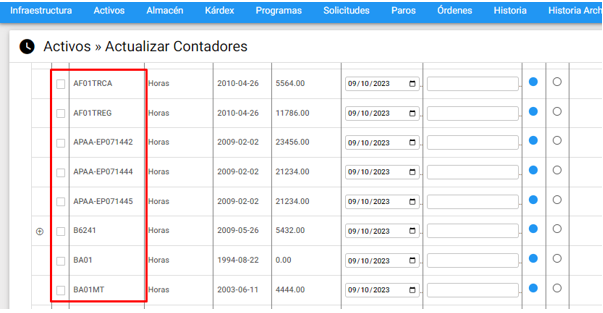 Infraestructura Activos Almacén Kárdex Programas Solicitudes Paros Órdenes Historia Historia Arch
Activos » Actualizar Contadores
AF01TRCA Horas 2010-04-26 5564.00 09/10/2023
AF01TREG Horas 2010-04-26 11786.00 09/10/2023
APAA-EP071442 Horas 2009-02-02 23456.00 09/10/2023
APAA-EP071444 Horas 2009-02-02 21234.00 09/10/2023
APAA-EP071445 Horas 2009-02-02 21234.00 09/10/2023
B6241 Horas 2009-05-26 5432.00 09/10/2023
BA01 Horas 1994-08-22 0.00 09/10/2023
BA01MT Horas 2003-06-11 4444.00 09/10/2023